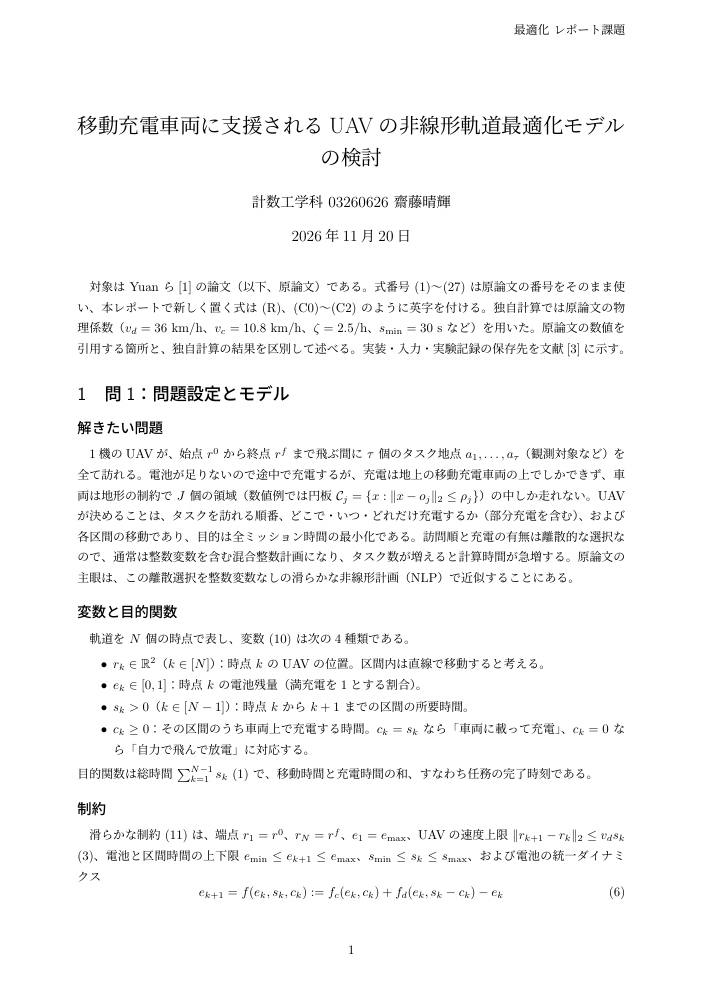 最適化 レポート課題
移動充電車両に支援される UAV の非線形軌道最適化モデル
の検討
計数工学科 03260626 齋藤晴輝
2026 年 11 月 20 日
対象は Yuan ら [1] の論文（以下、原論文）である。式番号 (1)〜(27) は原論文の番号をそのまま使
い、本レポートで新しく置く式は (R)、(C0)〜(C2) のように英字を付ける。独自計算では原論文の物
理係数（v_d = 36 km/h、v_c = 10.8 km/h、ζ = 2.5/h、s_min = 30 s など）を用いた。原論文の数値を
引用する箇所と、独自計算の結果を区別して述べる。実装・入力・実験記録の保存先を文献 [3] に示す。
1 問 1：問題設定とモデル
解きたい問題
1 機の UAV が、始点 r^0 から終点 r^f まで飛ぶ間に τ 個のタスク地点 a_1, . . . , a_τ（観測対象など）を
全て訪れる。電池が足りないので途中で充電するが、充電は地上の移動充電車両の上でしかできず、車
両は地形の制約で J 個の領域（数値例では円板 C_j = {x : ‖x − o_j‖_2 ≤ ρ_j}）の中しか走れない。UAV
が決めることは、タスクを訪れる順番、どこで・いつ・どれだけ充電するか（部分充電を含む）、および
各区間の移動であり、目的は全ミッション時間の最小化である。訪問順と充電の有無は離散的な選択な
ので、通常は整数変数を含む混合整数計画になり、タスク数が増えると計算時間が急増する。原論文の
主眼は、この離散選択を整数変数なしの滑らかな非線形計画（NLP）で近似することにある。
変数と目的関数
軌道を N 個の時点で表し、変数 (10) は次の 4 種類である。
• r_k ∈ ℝ^2（k ∈ [N]）：時点 k の UAV の位置。区間内は直線で移動すると考える。
• e_k ∈ [0, 1]：時点 k の電池残量（満充電を 1 とする割合）。
• s_k > 0（k ∈ [N − 1]）：時点 k から k + 1 までの区間の所要時間。
• c_k ≥ 0：その区間のうち車両上で充電する時間。c_k = s_k なら「車両に載って充電」、c_k = 0 な
ら「自力で飛んで放電」に対応する。
目的関数は総時間 ∑_{k=1}^{N−1} s_k (1) で、移動時間と充電時間の和、すなわち任務の完了時刻である。
制約
滑らかな制約 (11) は、端点 r_1 = r^0、r_N = r^f、e_1 = e_max、UAV の速度上限 ‖r_{k+1} − r_k‖_2 ≤ v_d s_k
(3)、電池と区間時間の上下限 e_min ≤ e_{k+1} ≤ e_max、s_min ≤ s_k ≤ s_max、および電池の統一ダイナミ
クス
e_{k+1} = f(e_k, s_k, c_k) := f_c(e_k, c_k) + f_d(e_k, s_k − c_k) − e_k (6)
1